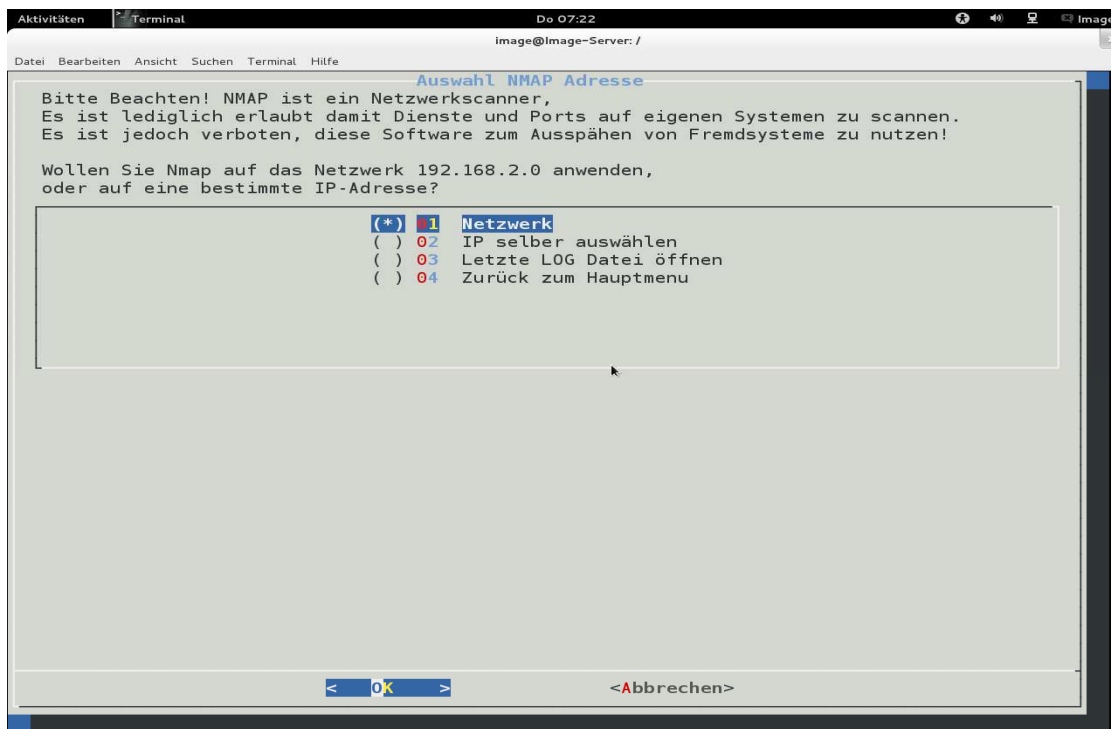 Aktivitäten Terminal Do 07:22 Image
image@Image-Server: /
Datei Bearbeiten Ansicht Suchen Terminal Hilfe
Auswahl NMAP Adresse
Bitte Beachten! NMAP ist ein Netzwerkscanner,
Es ist lediglich erlaubt damit Dienste und Ports auf eigenen Systemen zu scannen.
Es ist jedoch verboten, diese Software zum Ausspähen von Fremdsysteme zu nutzen!
Wollen Sie Nmap auf das Netzwerk 192.168.2.0 anwenden,
oder auf eine bestimmte IP-Adresse?
(*) 01 Netzwerk
( ) 02 IP selber auswählen
( ) 03 Letzte LOG Datei öffnen
( ) 04 Zurück zum Hauptmenu
< OK > <Abbrechen>